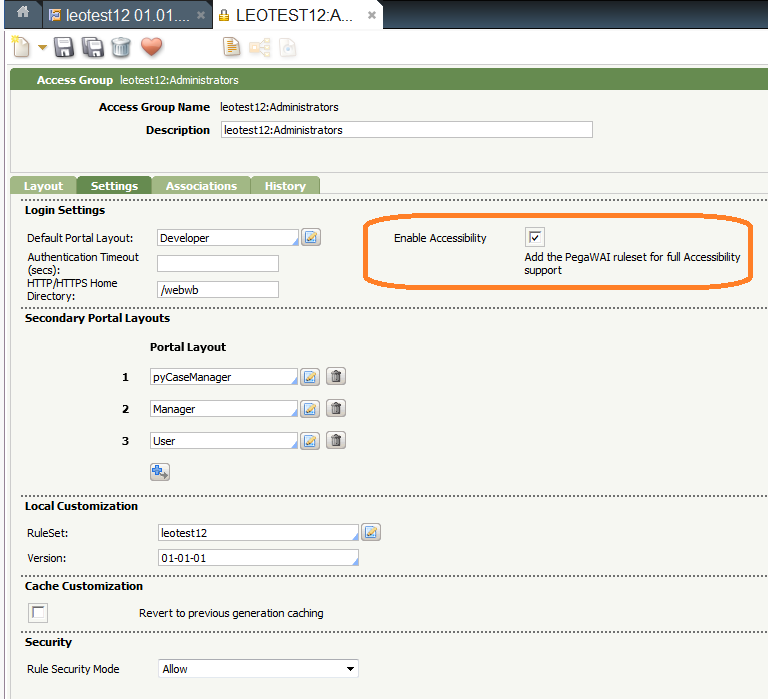 leotest12 01.01.... ×
LEOTEST12:A... ×
Access Group leotest12:Administrators
Access Group Name leotest12:Administrators
Description leotest12:Administrators
Layout Settings Associations History
Login Settings
Default Portal Layout: Developer
Enable Accessibility
Add the PegaWAI ruleset for full Accessibility
support
Authentication Timeout
(secs):
HTTP/HTTPS Home
Directory: /webwb
Secondary Portal Layouts
Portal Layout
1 pyCaseManager
2 Manager
3 User
Local Customization
RuleSet: leotest12
Version: 01-01-01
Cache Customization
Revert to previous generation caching
Security
Rule Security Mode Allow